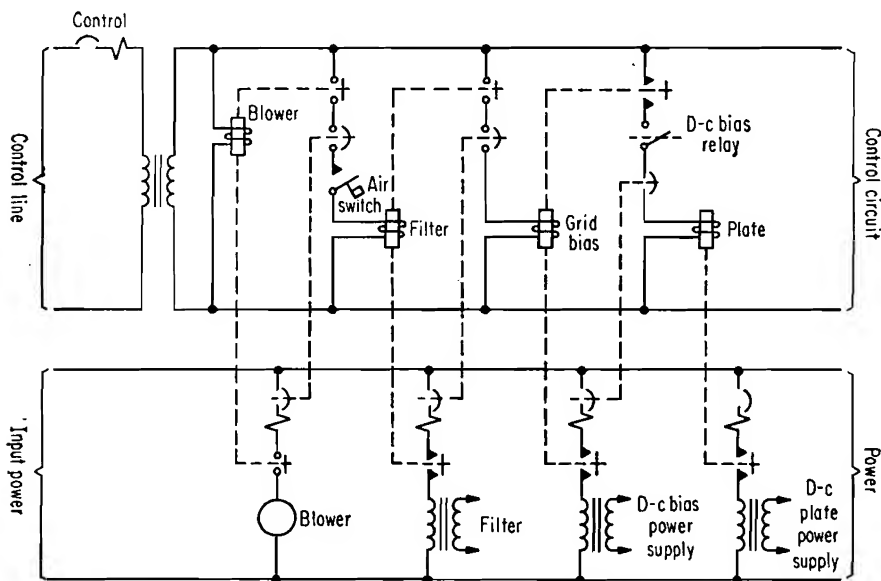 Control
Control line
Blower
Air
switch
Filter
Grid
bias
D-c bias
relay
Plate
Control circuit
Input power
Blower
Filter
D-c bias
power
supply
D-c
plate
power
supply
Power